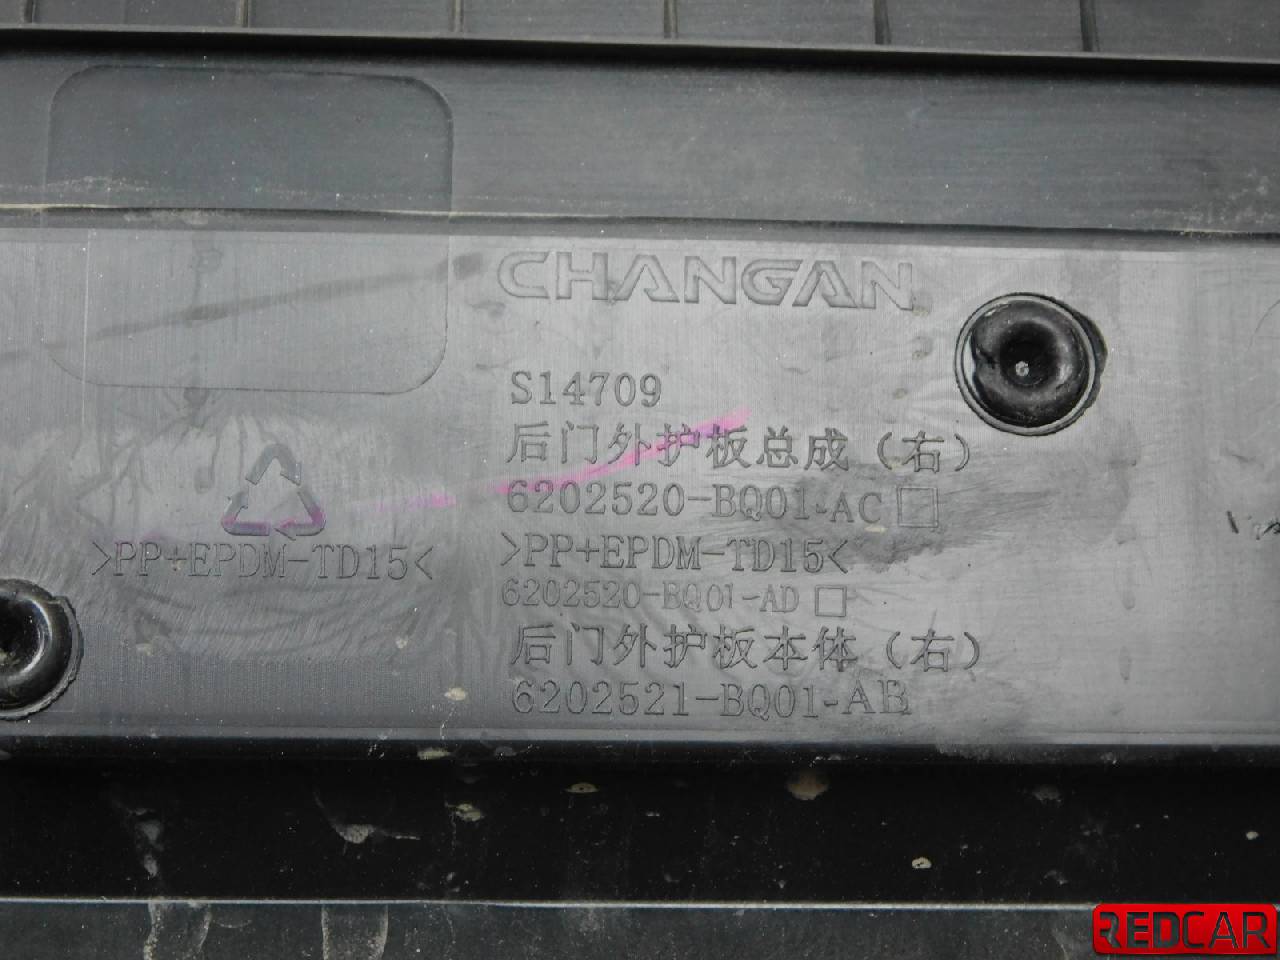 CHANGAN
S14709
后门外护板总成（右）
6202520-BQ01-AC
>PP+EPDM-TD15<
>PP+EPDM-TD15<
6202520-BQ01-AD
后门外护板本体（右）
6202521-BQ01-AB
REDCAR